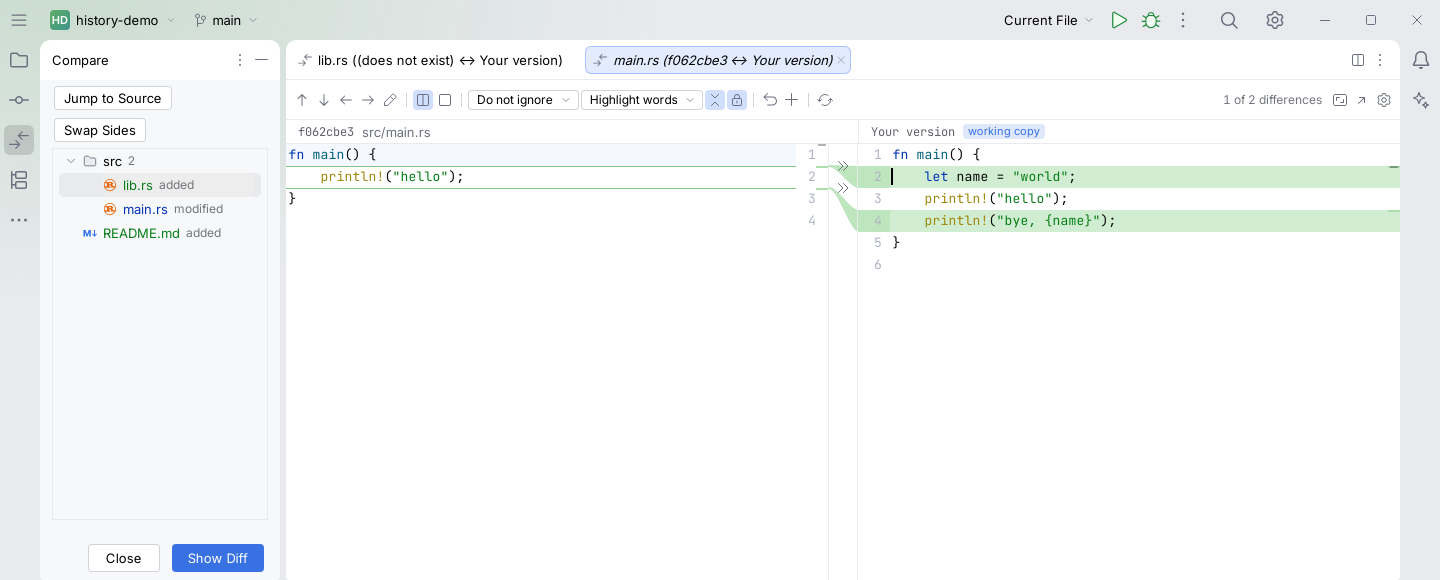 HD history-demo main Current File
Compare
lib.rs ((does not exist) ↔ Your version) main.rs (f062cbe3 ↔ Your version)
Jump to Source
Swap Sides
src 2
lib.rs added
main.rs modified
README.md added
Close Show Diff
Do not ignore Highlight words 1 of 2 differences
f062cbe3 src/main.rs
fn main() { 1
    println!("hello"); 2
} 3
4
Your version working copy
1 fn main() {
2     let name = "world";
3     println!("hello");
4     println!("bye, {name}");
5 }
6